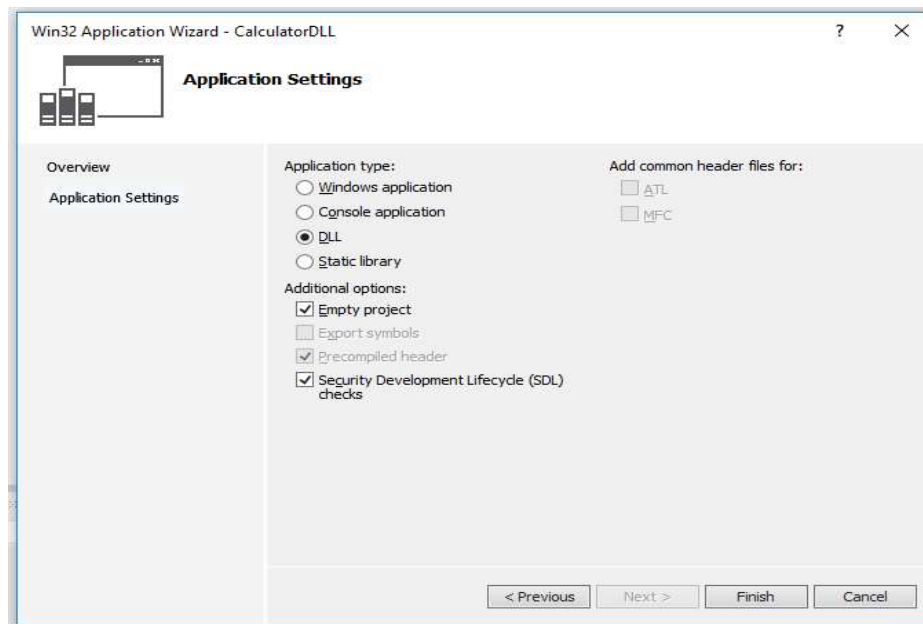 Win32 Application Wizard - CalculatorDLL
?
Application Settings
Overview
Application Settings
Application type:
Windows application
Console application
DLL
Static library
Additional options:
Empty project
Export symbols
Precompiled header
Security Development Lifecycle (SDL)
checks
Add common header files for:
ATL
MFC
< Previous
Next >
Finish
Cancel